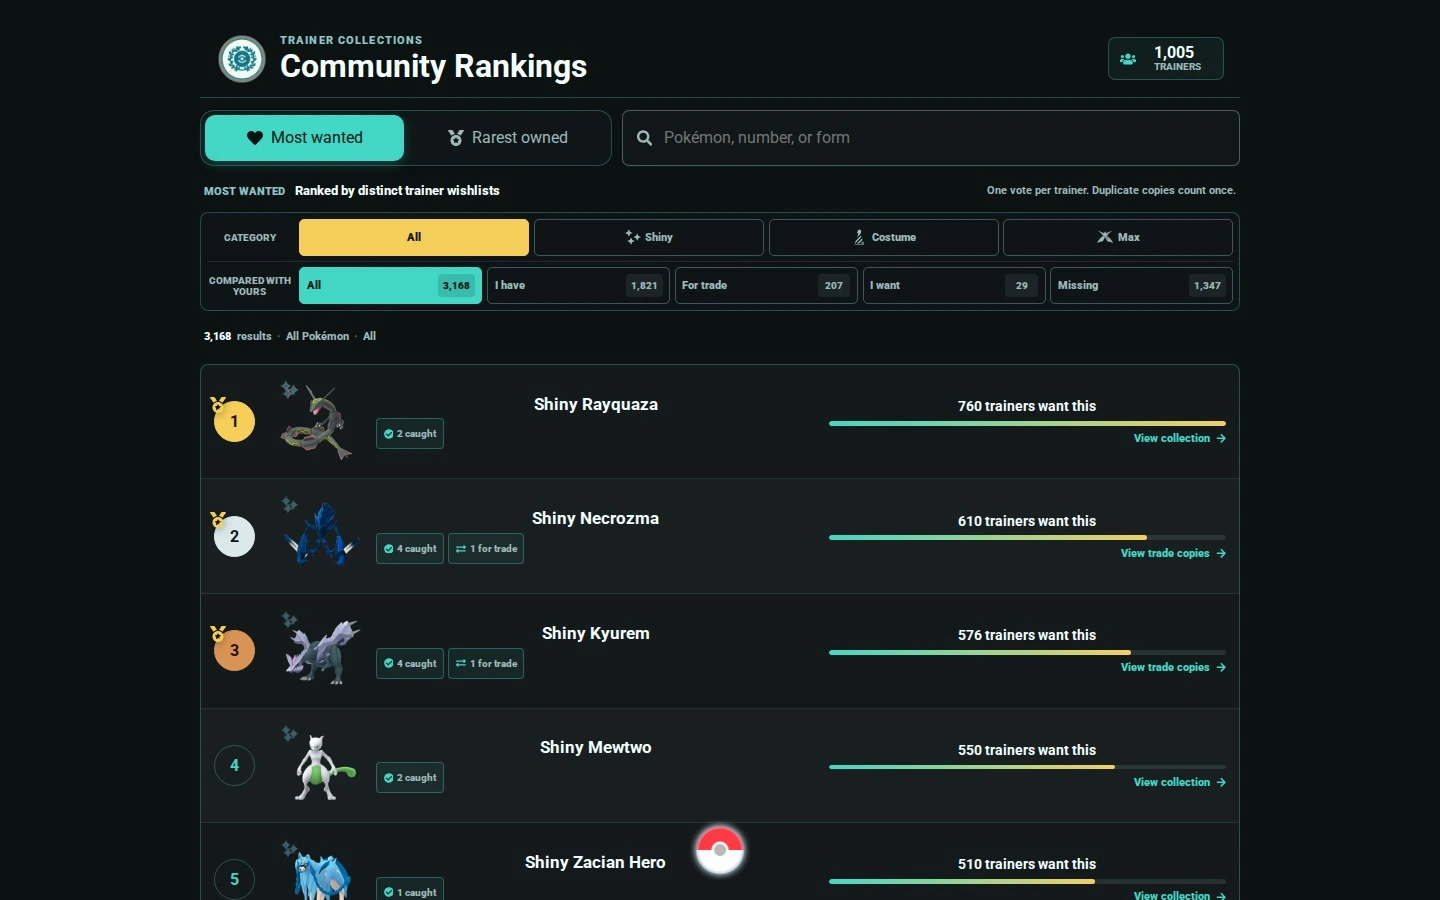 TRAINER COLLECTIONS
Community Rankings
1,005
TRAINERS
Most wanted
Rarest owned
Pokémon, number, or form
MOST WANTED Ranked by distinct trainer wishlists
One vote per trainer. Duplicate copies count once.
CATEGORY
All
Shiny
Costume
Max
COMPARED WITH
YOURS
All 3,168
I have 1,821
For trade 207
I want 29
Missing 1,347
3,168 results · All Pokémon · All
1
Shiny Rayquaza
2 caught
760 trainers want this
View collection →
2
Shiny Necrozma
4 caught
1 for trade
610 trainers want this
View trade copies →
3
Shiny Kyurem
4 caught
1 for trade
576 trainers want this
View trade copies →
4
Shiny Mewtwo
2 caught
550 trainers want this
View collection →
5
Shiny Zacian Hero
1 caught
510 trainers want this
View collection →